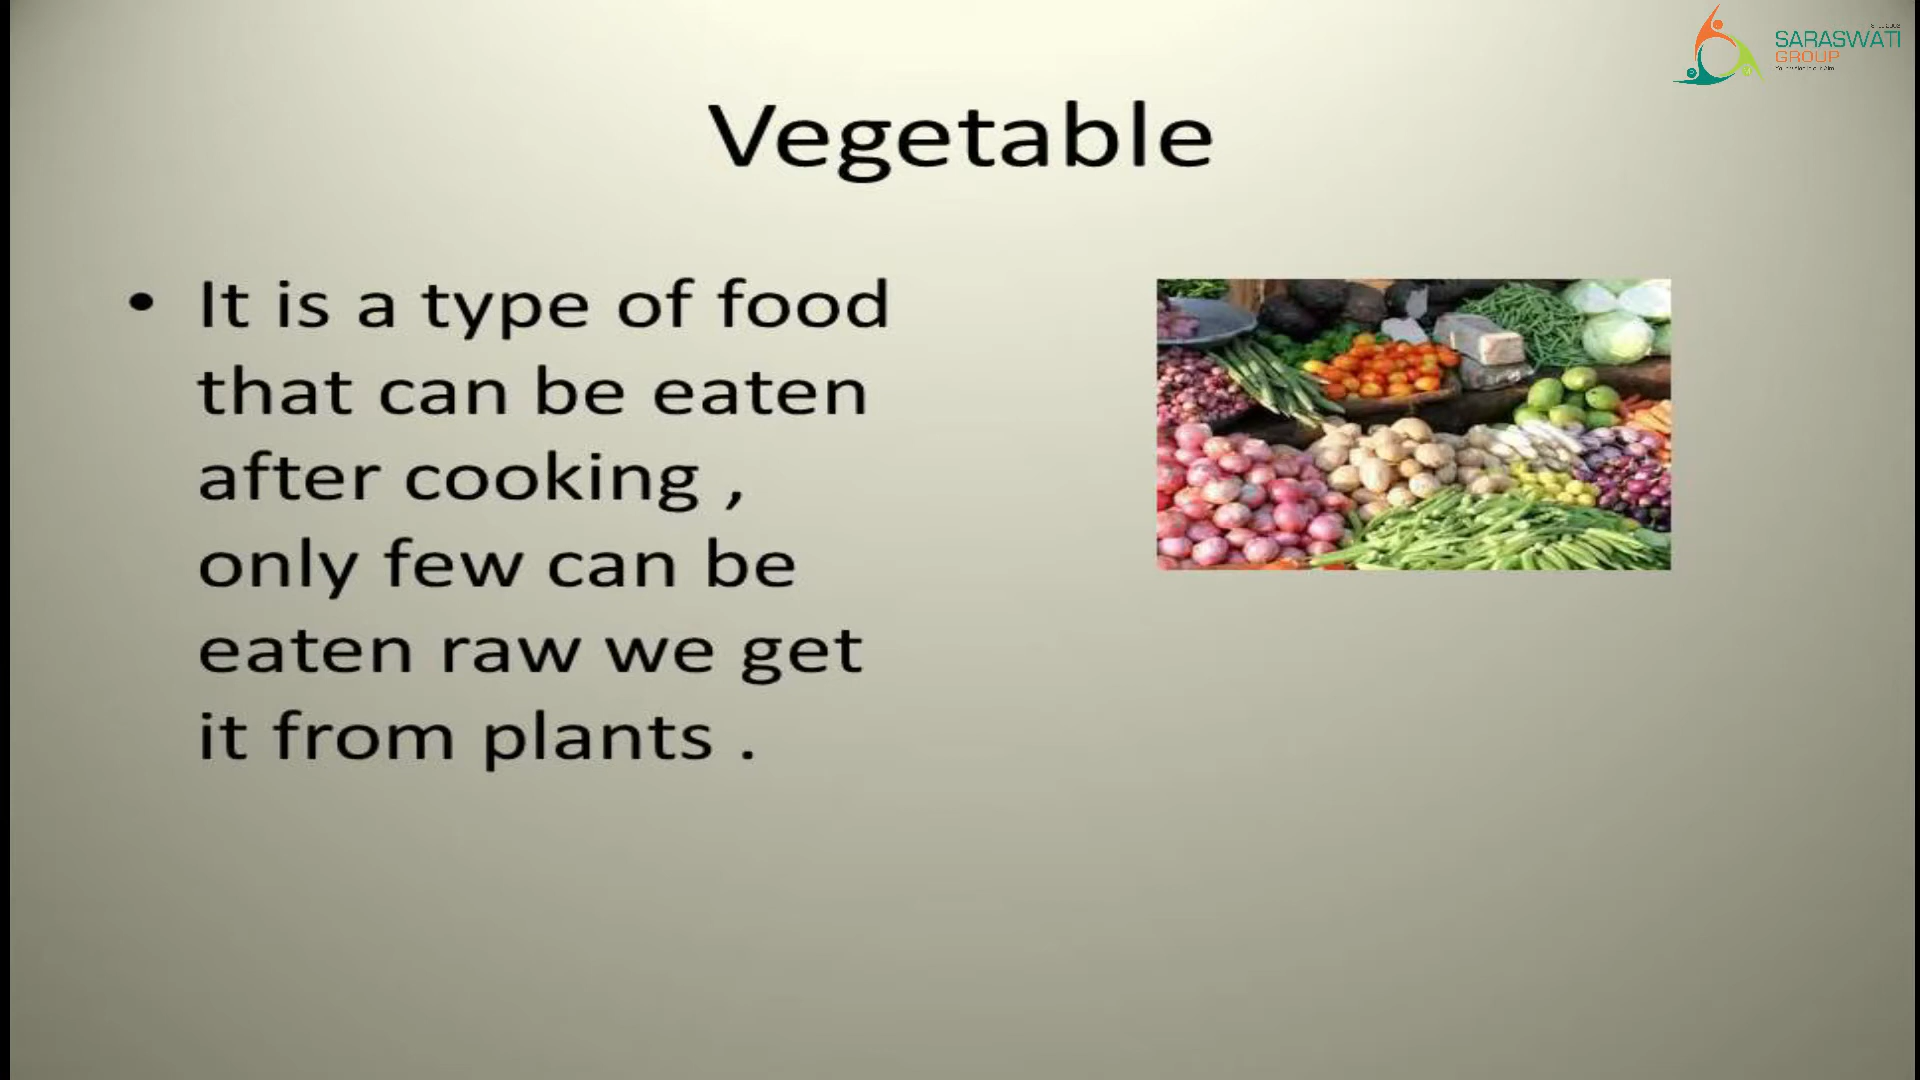 SARASWATI
GROUP
Vegetable
• It is a type of food
that can be eaten
after cooking ,
only few can be
eaten raw we get
it from plants .